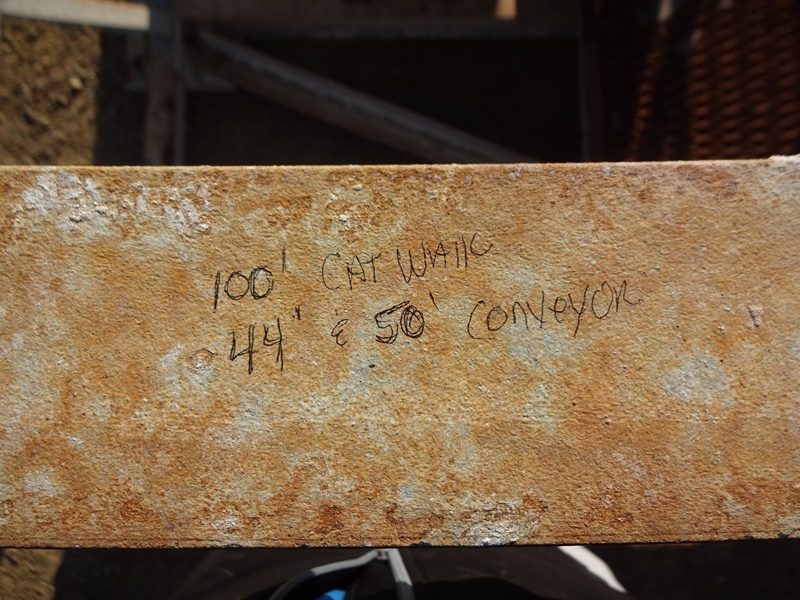 100' CAT WALK
44" & 50' CONVEYOR